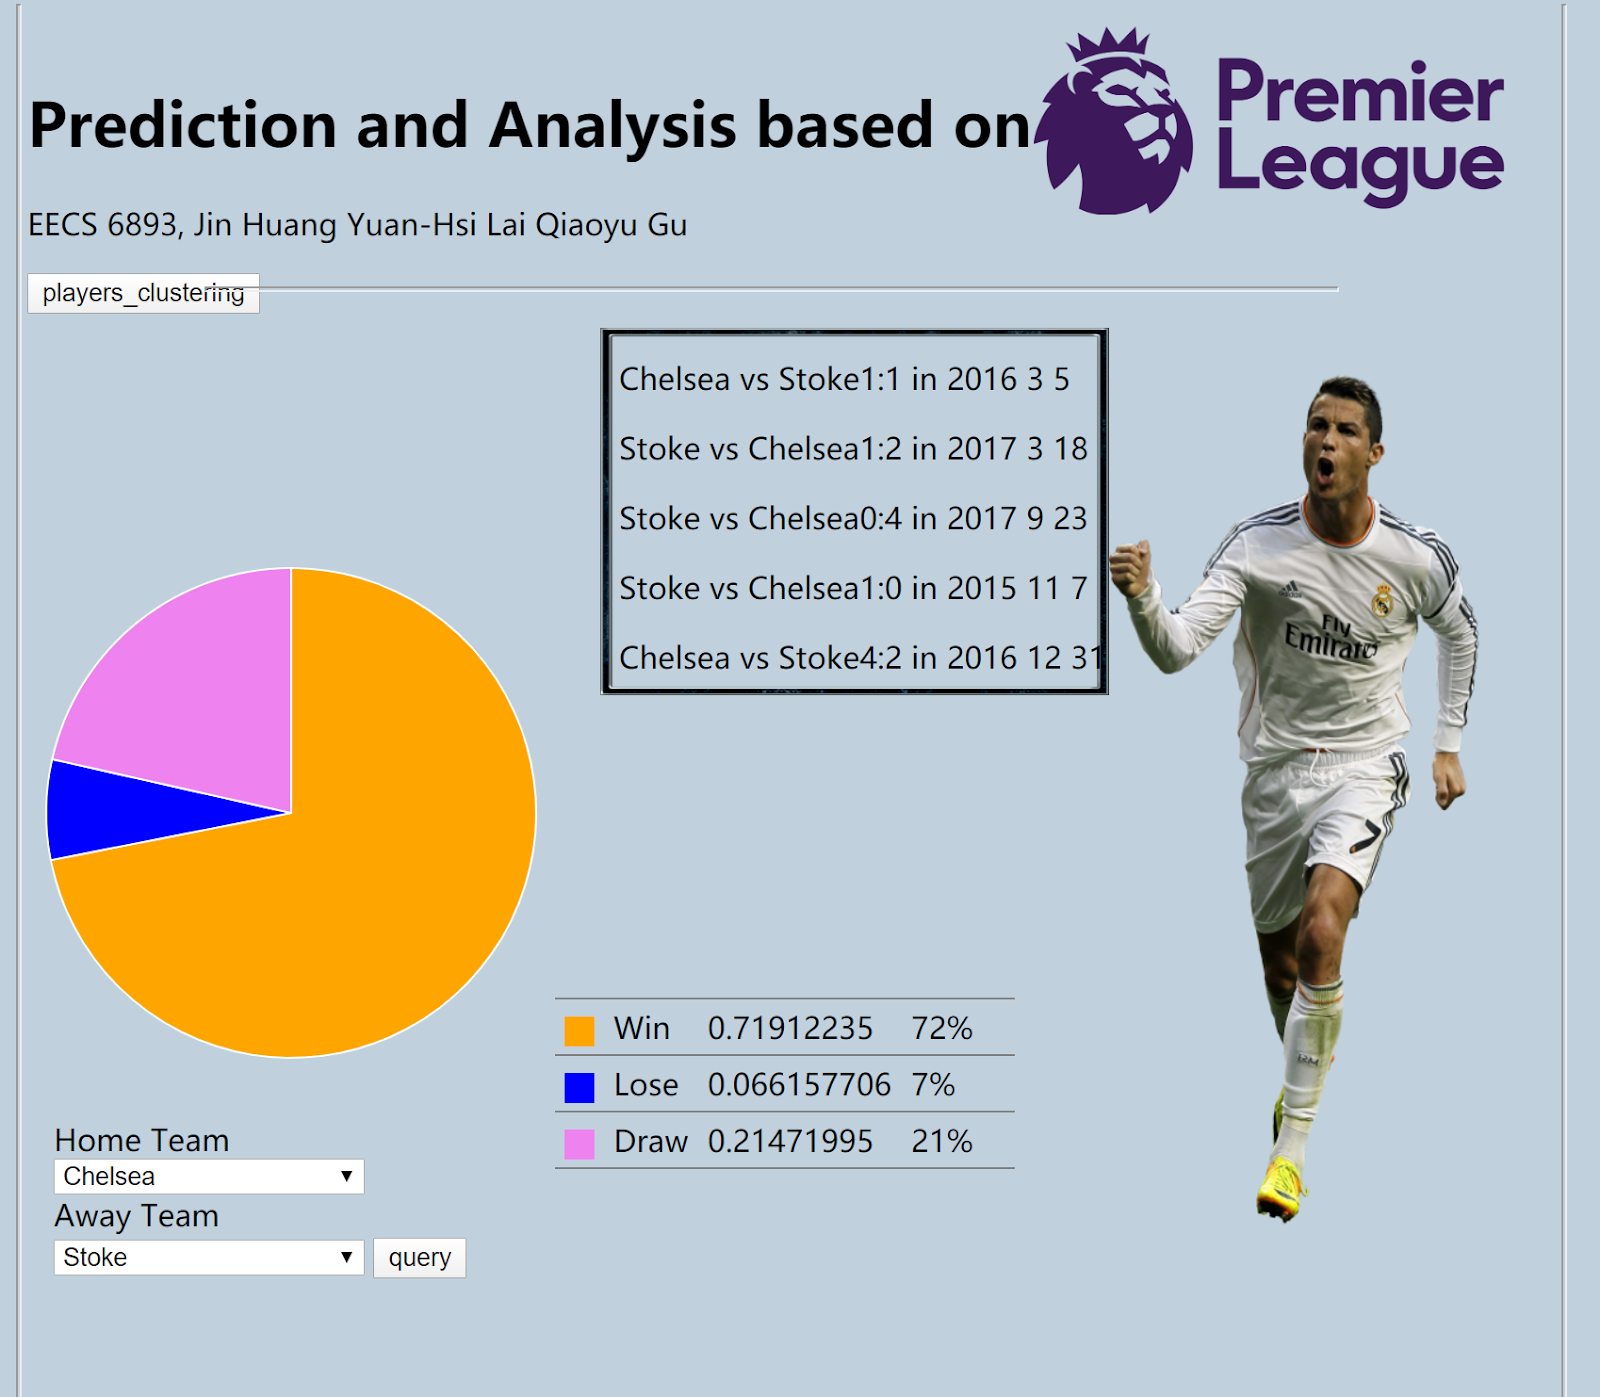 Prediction and Analysis based on
Premier
League
EECS 6893, Jin Huang Yuan-Hsi Lai Qiaoyu Gu
players_clustering
Chelsea vs Stoke1:1 in 2016 3 5
Stoke vs Chelsea1:2 in 2017 3 18
Stoke vs Chelsea0:4 in 2017 9 23
Stoke vs Chelsea1:0 in 2015 11 7
Chelsea vs Stoke4:2 in 2016 12 31
adidas
Fly
Emirates
7
Win 0.71912235 72%
Lose 0.066157706 7%
Draw 0.21471995 21%
Home Team
Chelsea
Away Team
Stoke
query